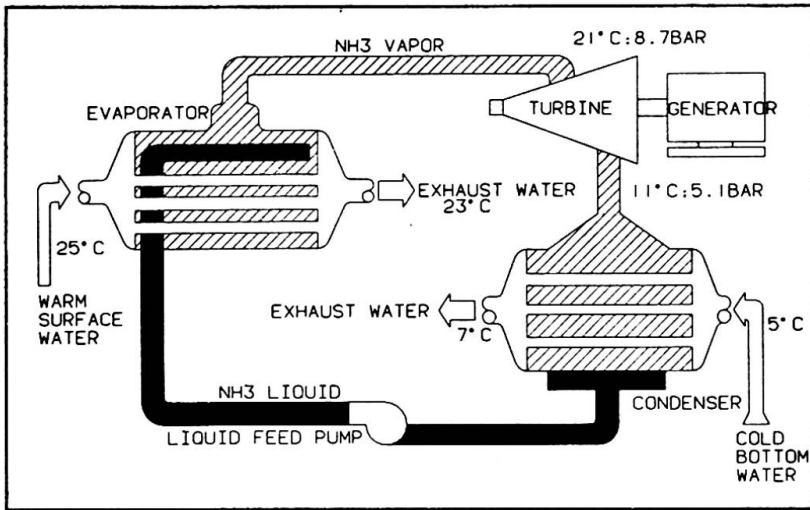 NH3 VAPOR
21°C:8.7BAR
EVAPORATOR
TURBINE
GENERATOR
EXHAUST WATER
23°C
11°C:5.1BAR
25°C
WARM
SURFACE
WATER
EXHAUST WATER
7°C
5°C
NH3 LIQUID
LIQUID FEED PUMP
CONDENSER
COLD
BOTTOM
WATER